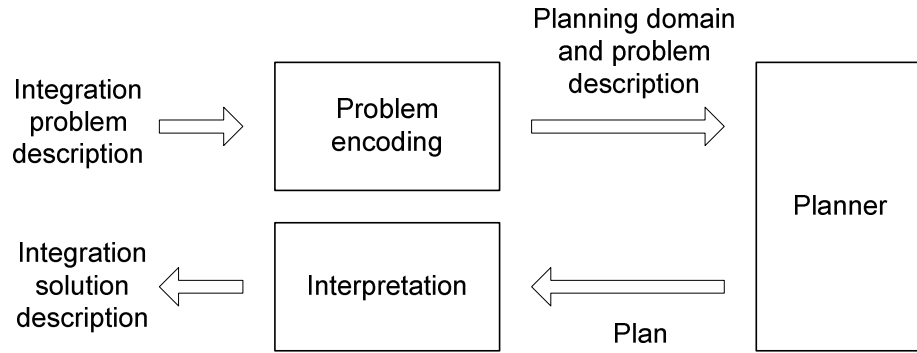 Integration
problem
description
Problem
encoding
Planning domain
and problem
description
Planner
Integration
solution
description
Interpretation
Plan